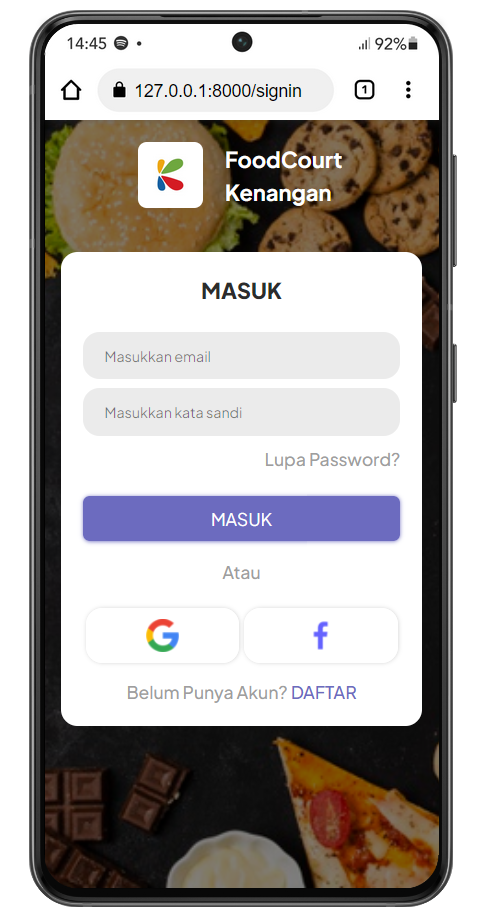 14:45
92%
127.0.0.1:8000/signin
1
FoodCourt
Kenangan
MASUK
Masukkan email
Masukkan kata sandi
Lupa Password?
MASUK
Atau
Belum Punya Akun? DAFTAR